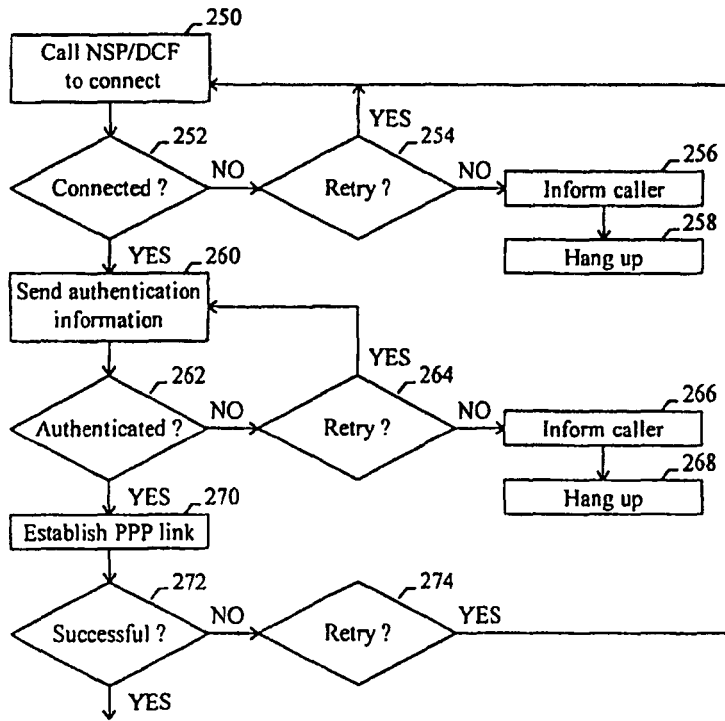 250
Call NSP/DCF
to connect
YES
252
254
256
Connected ?
NO
Retry ?
NO
Inform caller
258
Hang up
YES
260
Send authentication
information
YES
262
264
266
Authenticated ?
NO
Retry ?
NO
Inform caller
268
Hang up
YES
270
Establish PPP link
272
274
Successful ?
NO
Retry ?
YES
YES